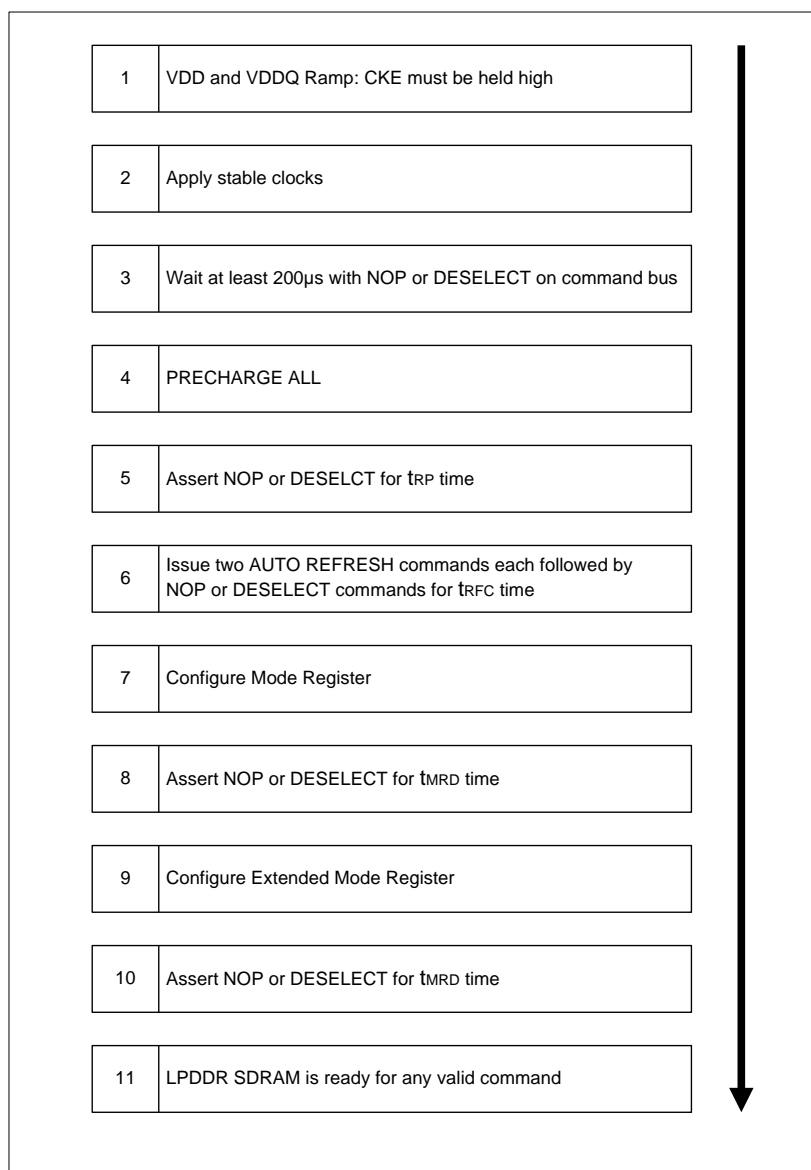 1 VDD and VDDQ Ramp: CKE must be held high
2 Apply stable clocks
3 Wait at least 200µs with NOP or DESELECT on command bus
4 PRECHARGE ALL
5 Assert NOP or DESELCT for tRP time
6 Issue two AUTO REFRESH commands each followed by
NOP or DESELECT commands for tRFC time
7 Configure Mode Register
8 Assert NOP or DESELECT for tMRD time
9 Configure Extended Mode Register
10 Assert NOP or DESELECT for tMRD time
11 LPDDR SDRAM is ready for any valid command